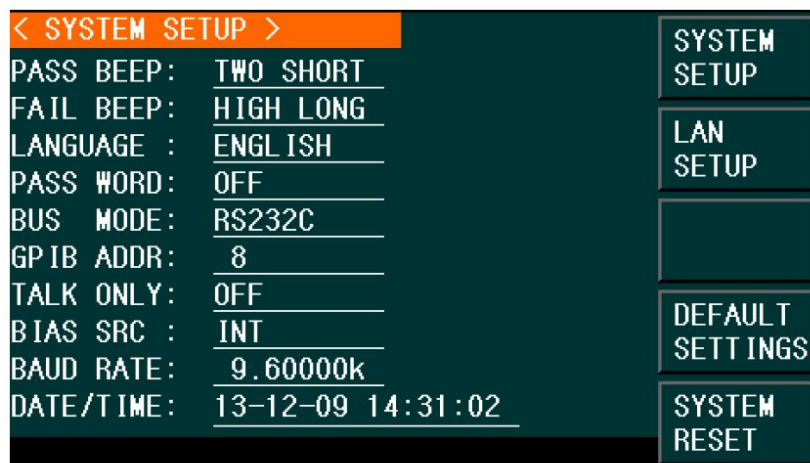 < SYSTEM SETUP >
PASS BEEP: TWO SHORT
FAIL BEEP: HIGH LONG
LANGUAGE : ENGLISH
PASS WORD: OFF
BUS MODE: RS232C
GPIB ADDR: 8
TALK ONLY: OFF
BIAS SRC : INT
BAUD RATE: 9.60000k
DATE/TIME: 13-12-09 14:31:02
SYSTEM
SETUP
LAN
SETUP
DEFAULT
SETTINGS
SYSTEM
RESET